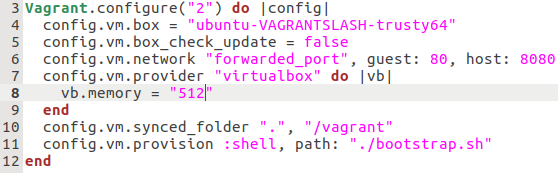 3 Vagrant.configure("2") do |config|
4   config.vm.box = "ubuntu-VAGRANTSLASH-trusty64"
5   config.vm.box_check_update = false
6   config.vm.network "forwarded_port", guest: 80, host: 8080
7   config.vm.provider "virtualbox" do |vb|
8     vb.memory = "512"
9   end
10   config.vm.synced_folder ".", "/vagrant"
11   config.vm.provision :shell, path: "./bootstrap.sh"
12 end